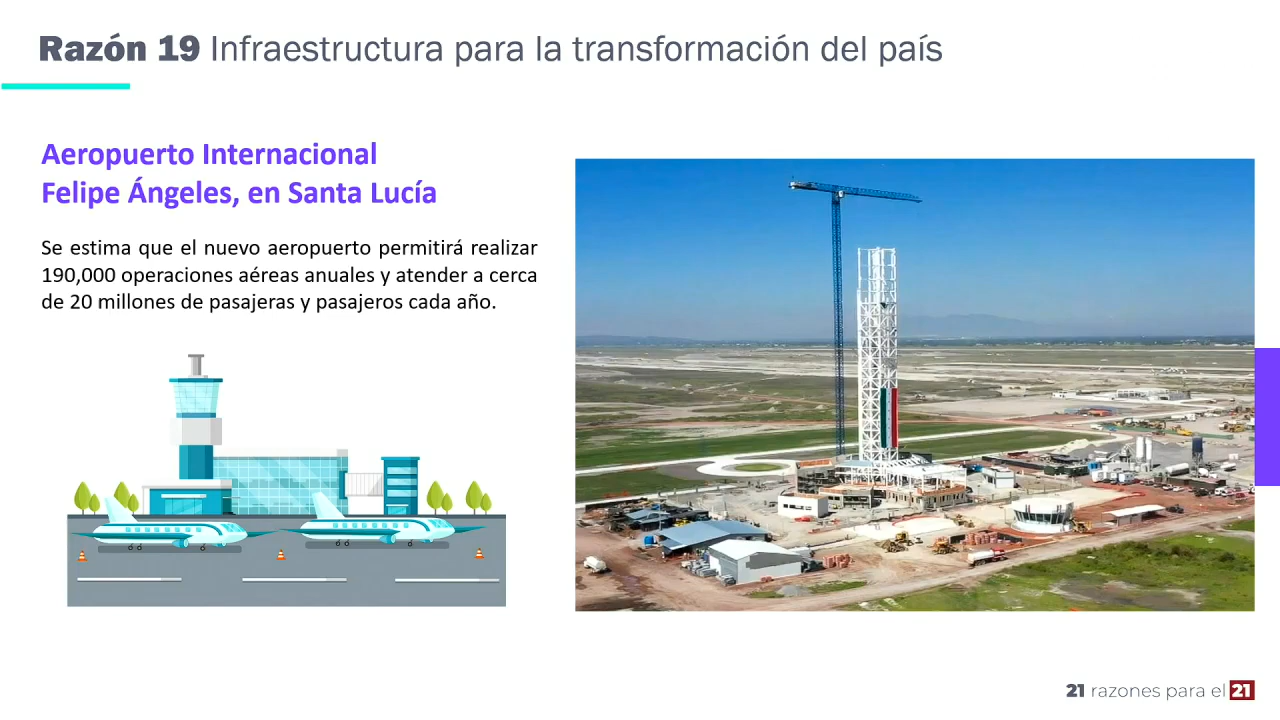 Razón 19 Infraestructura para la transformación del país
Aeropuerto Internacional
Felipe Ángeles, en Santa Lucía
Se estima que el nuevo aeropuerto permitirá realizar
190,000 operaciones aéreas anuales y atender a cerca
de 20 millones de pasajeras y pasajeros cada año.
21 razones para el 21